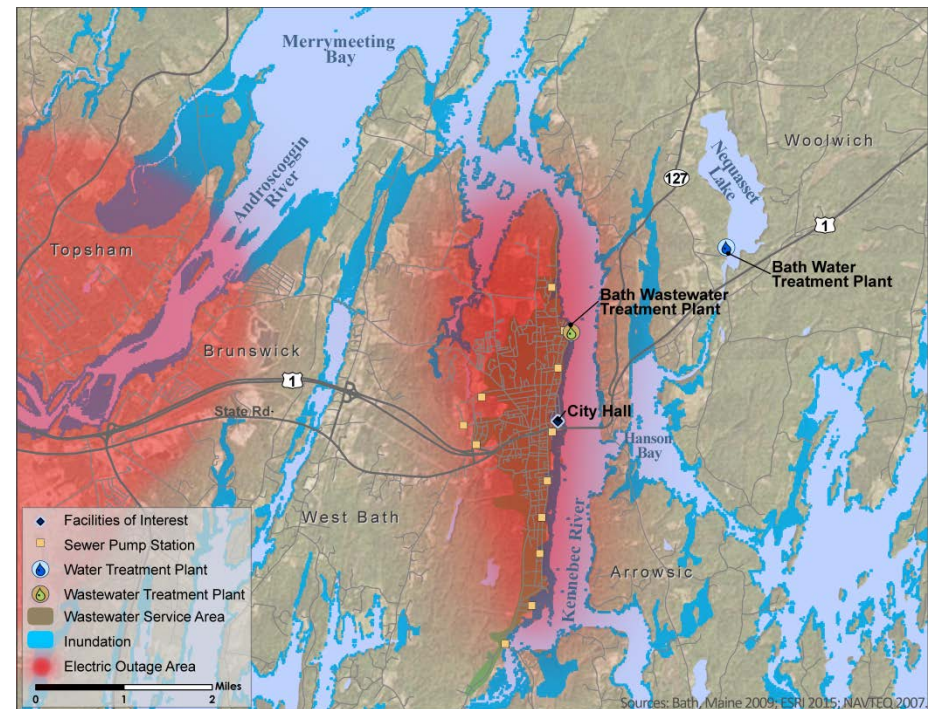 Merrymeeting
Bay
Woolwich
Nequasset
Lake
127
Androscoggin
River
1
Topsham
Bath Water
Treatment Plant
Bath Wastewater
Treatment Plant
Brunswick
1
State Rd
City Hall
Hanson
Bay
West Bath
Kennebec River
Arrowsic
Facilities of Interest
Sewer Pump Station
Water Treatment Plant
Wastewater Treatment Plant
Wastewater Service Area
Inundation
Electric Outage Area
Miles
0 1 2
Sources: Bath, Maine 2009; ESRI 2015; NAVTEQ 2007.